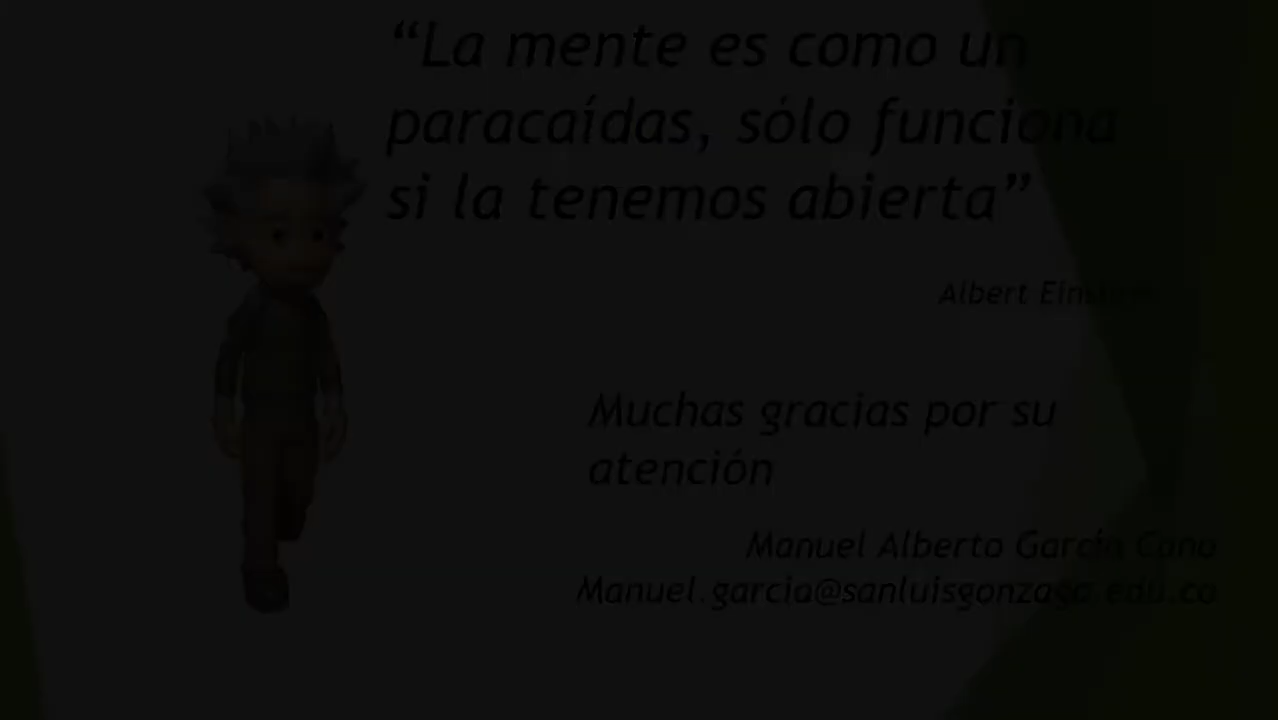 “La mente es como un
paracaídas, sólo funciona
si la tenemos abierta”
Albert Einstein
Muchas gracias por su
atención
Manuel Alberto García Cano
Manuel.garcia@sanluisgonzaga.edu.co